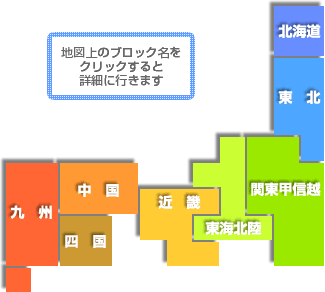 北海道
地図上のブロック名を
クリックすると
詳細に行きます
東　北
中　国
関東甲信越
近　畿
九　州
東海北陸
四　国